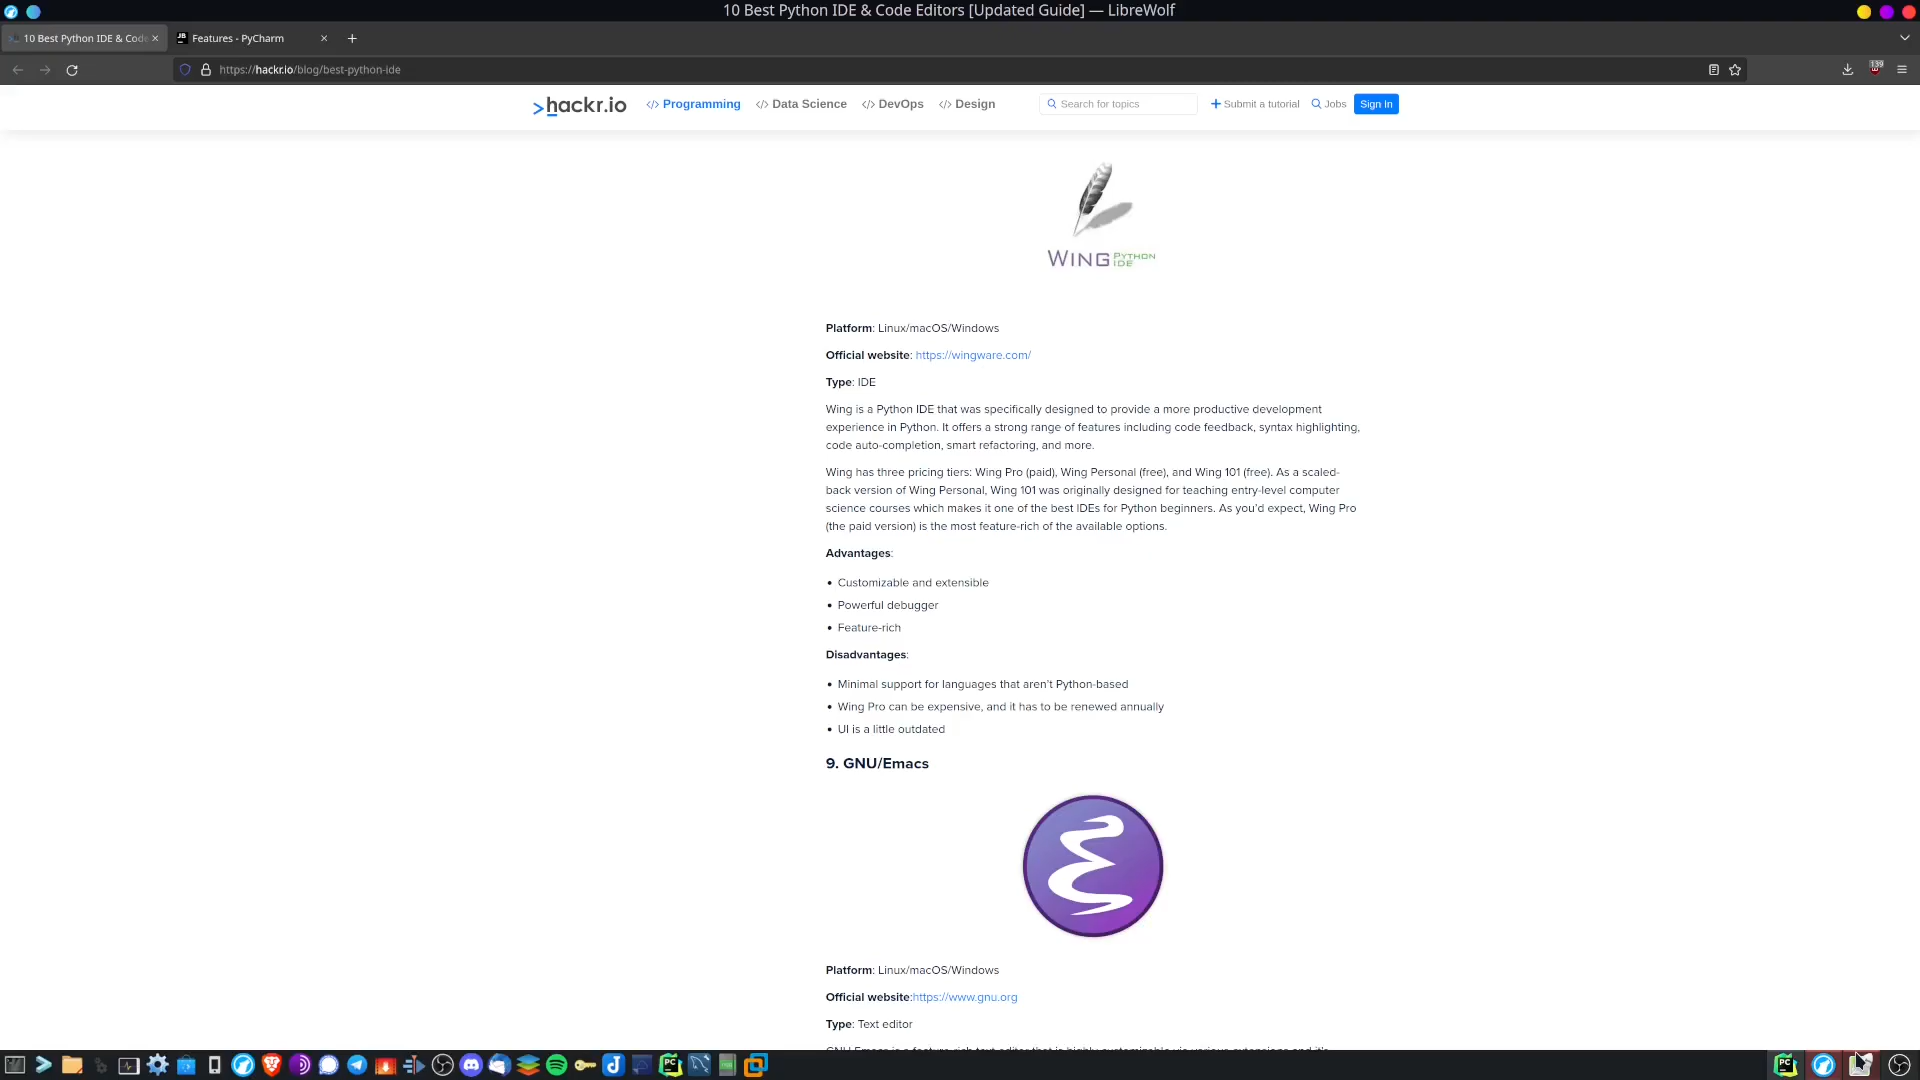 10 Best Python IDE & Code Editors [Updated Guide] — LibreWolf
10 Best Python IDE & Code
JB Features - PyCharm
https://hackr.io/blog/best-python-ide
139
>hackr.io
</> Programming
</> Data Science
</> DevOps
</> Design
Search for topics
+ Submit a tutorial
Jobs
Sign In
WING PYTHON IDE
Platform: Linux/macOS/Windows
Official website: https://wingware.com/
Type: IDE
Wing is a Python IDE that was specifically designed to provide a more productive development
experience in Python. It offers a strong range of features including code feedback, syntax highlighting,
code auto-completion, smart refactoring, and more.
Wing has three pricing tiers: Wing Pro (paid), Wing Personal (free), and Wing 101 (free). As a scaled-
back version of Wing Personal, Wing 101 was originally designed for teaching entry-level computer
science courses which makes it one of the best IDEs for Python beginners. As you'd expect, Wing Pro
(the paid version) is the most feature-rich of the available options.
Advantages:
• Customizable and extensible
• Powerful debugger
• Feature-rich
Disadvantages:
• Minimal support for languages that aren't Python-based
• Wing Pro can be expensive, and it has to be renewed annually
• UI is a little outdated
9. GNU/Emacs
Platform: Linux/macOS/Windows
Official website:https://www.gnu.org
Type: Text editor
PC
PC